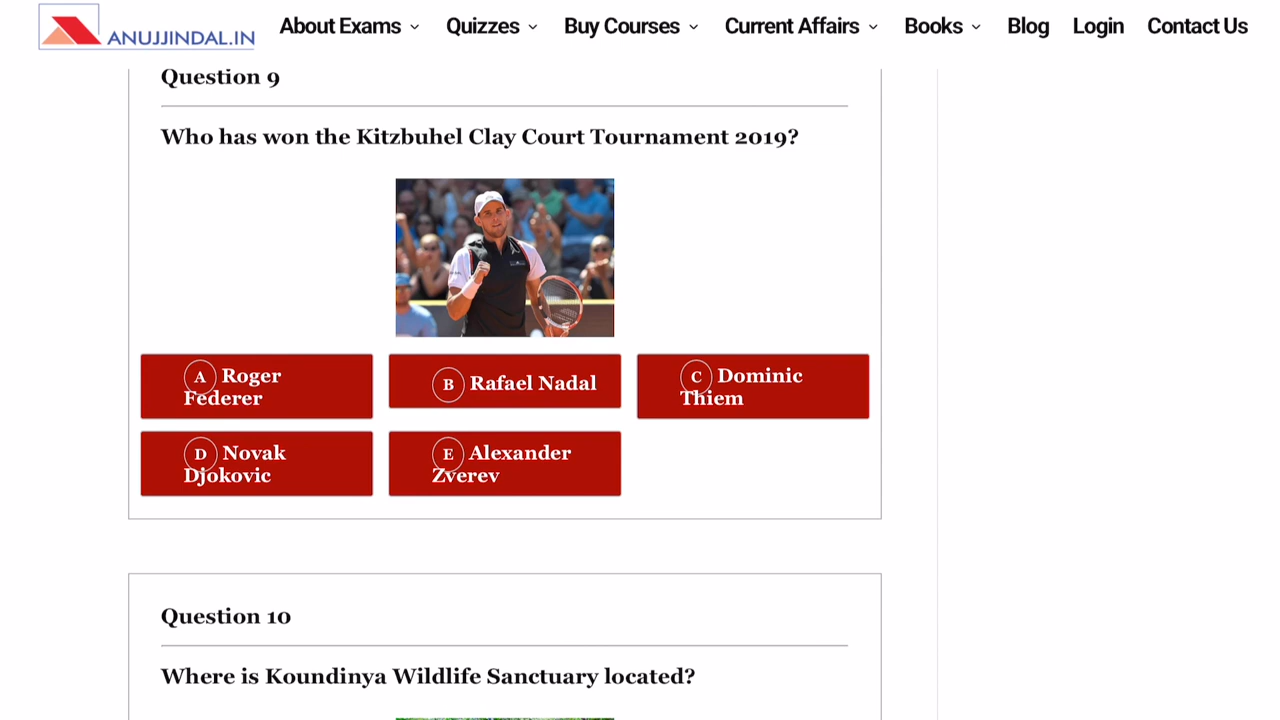 ANUJJINDAL.IN
About Exams Quizzes Buy Courses Current Affairs Books Blog Login Contact Us
Question 9
Who has won the Kitzbuhel Clay Court Tournament 2019?
A Roger Federer
B Rafael Nadal
C Dominic Thiem
D Novak Djokovic
E Alexander Zverev
Question 10
Where is Koundinya Wildlife Sanctuary located?